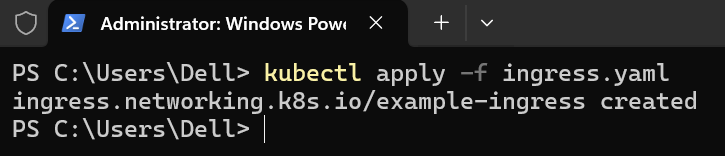 Administrator: Windows Pow
PS C:\Users\Dell> kubectl apply -f ingress.yaml
ingress.networking.k8s.io/example-ingress created
PS C:\Users\Dell>